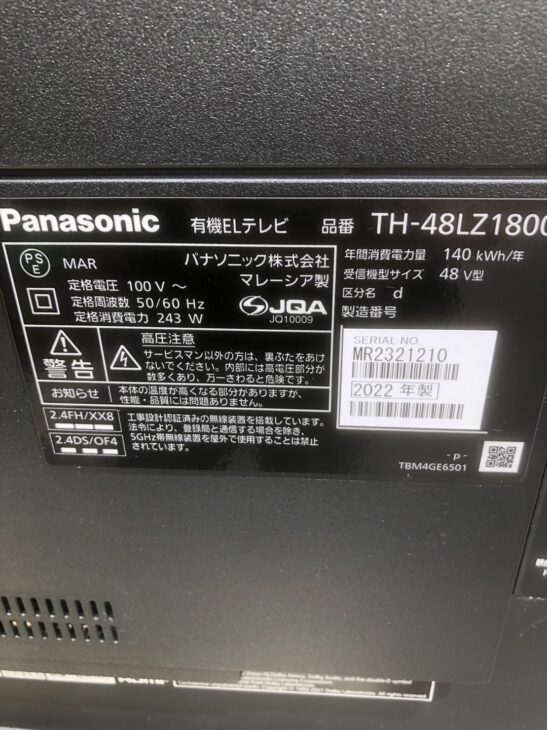 Panasonic 有機ELテレビ 品番 TH-48LZ1800
PS
E
MAR
パナソニック株式会社
マレーシア製
定格電圧 100 V ～
定格周波数 50/60 Hz
定格消費電力 243 W
JQA
JQ10009
年間消費電力量 140 kWh/年
受信機型サイズ 48 V型
区分名 d
製造番号
SERIAL NO.
MR2321210
2022 年製
警告
高圧注意
サービスマン以外の方は、裏ぶたをあけ
ないでください。内部には高電圧部分が
数多くあり、万一さわると危険です。
お知らせ
本体の温度が高くなる部分がありますが、
性能・品質には問題ありません。
2.4FH/XX8
2.4DS/OF4
工事設計認証済みの無線装置を搭載しています。
法令により、登録局と通信する場合を除き、
5GHz帯無線装置を屋外で使用することは禁止
されています。
- p -
TBM4GE6501